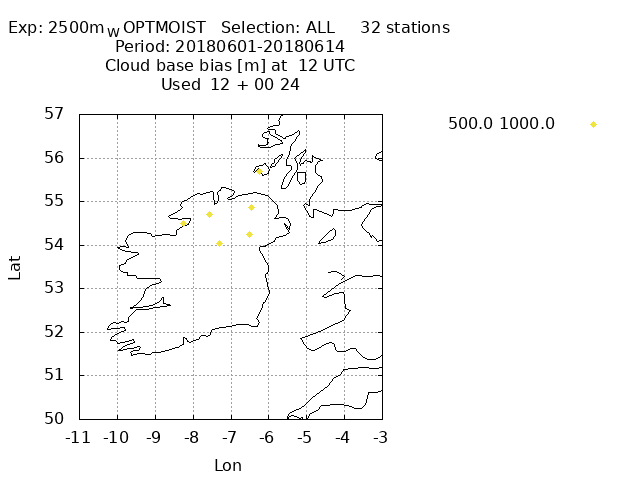 Exp: 2500m_W OPTMOIST   Selection: ALL     32 stations
Period: 20180601-20180614
Cloud base bias [m] at  12 UTC
Used  12 + 00 24
500.0 1000.0
57
56
55
54
53
52
51
50
Lat
-11 -10 -9 -8 -7 -6 -5 -4 -3
Lon